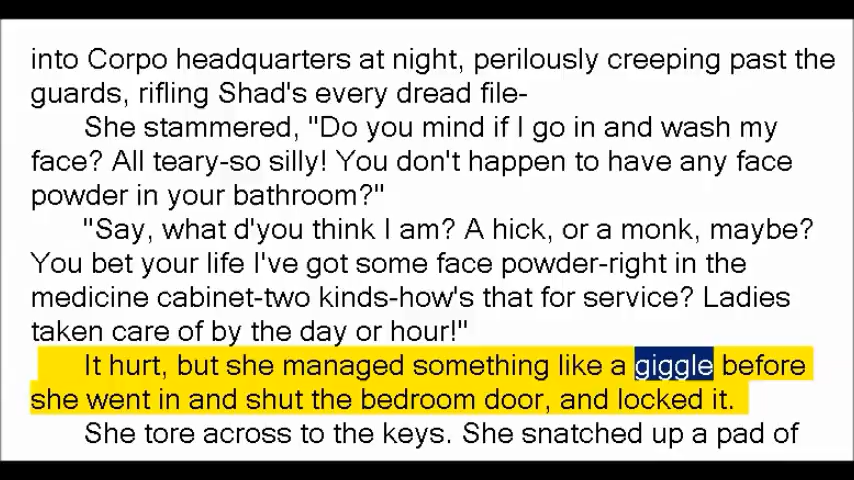 into Corpo headquarters at night, perilously creeping past the
guards, rifling Shad's every dread file-
She stammered, "Do you mind if I go in and wash my
face? All teary-so silly! You don't happen to have any face
powder in your bathroom?"
"Say, what d'you think I am? A hick, or a monk, maybe?
You bet your life I've got some face powder-right in the
medicine cabinet-two kinds-how's that for service? Ladies
taken care of by the day or hour!"
It hurt, but she managed something like a giggle before
she went in and shut the bedroom door, and locked it.
She tore across to the keys. She snatched up a pad of